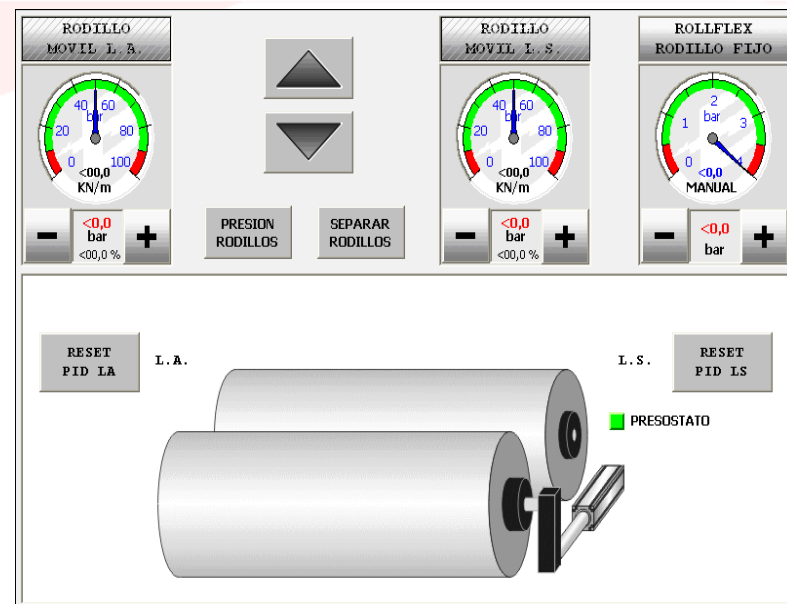 RODILLO
MOVIL L.A.
RODILLO
MOVIL L.S.
ROLLFLEX
RODILLO FIJO
40 60
bar
20 80
0 100
<00,0
KN/m
40 60
bar
20 80
0 100
<00,0
KN/m
2
bar
1 3
0 4
<0,0
MANUAL
- <0,0 +
bar
<00,0 %
PRESION
RODILLOS
SEPARAR
RODILLOS
- <0,0 +
bar
<00,0 %
- <0,0 +
bar
RESET
PID LA
L.A.
L.S.
RESET
PID LS
PRESOSTATO